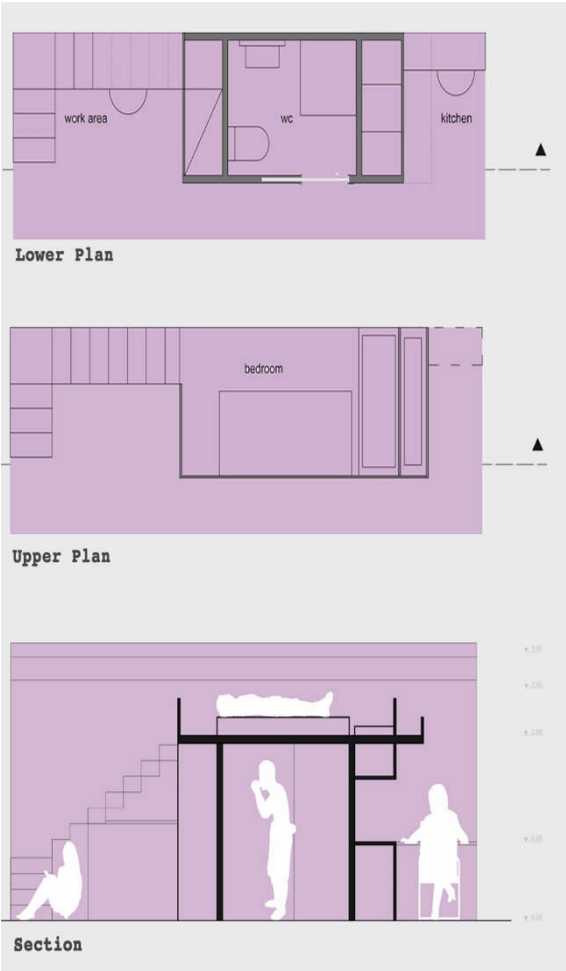 work area
wc
kitchen
Lower Plan
bedroom
Upper Plan
Section